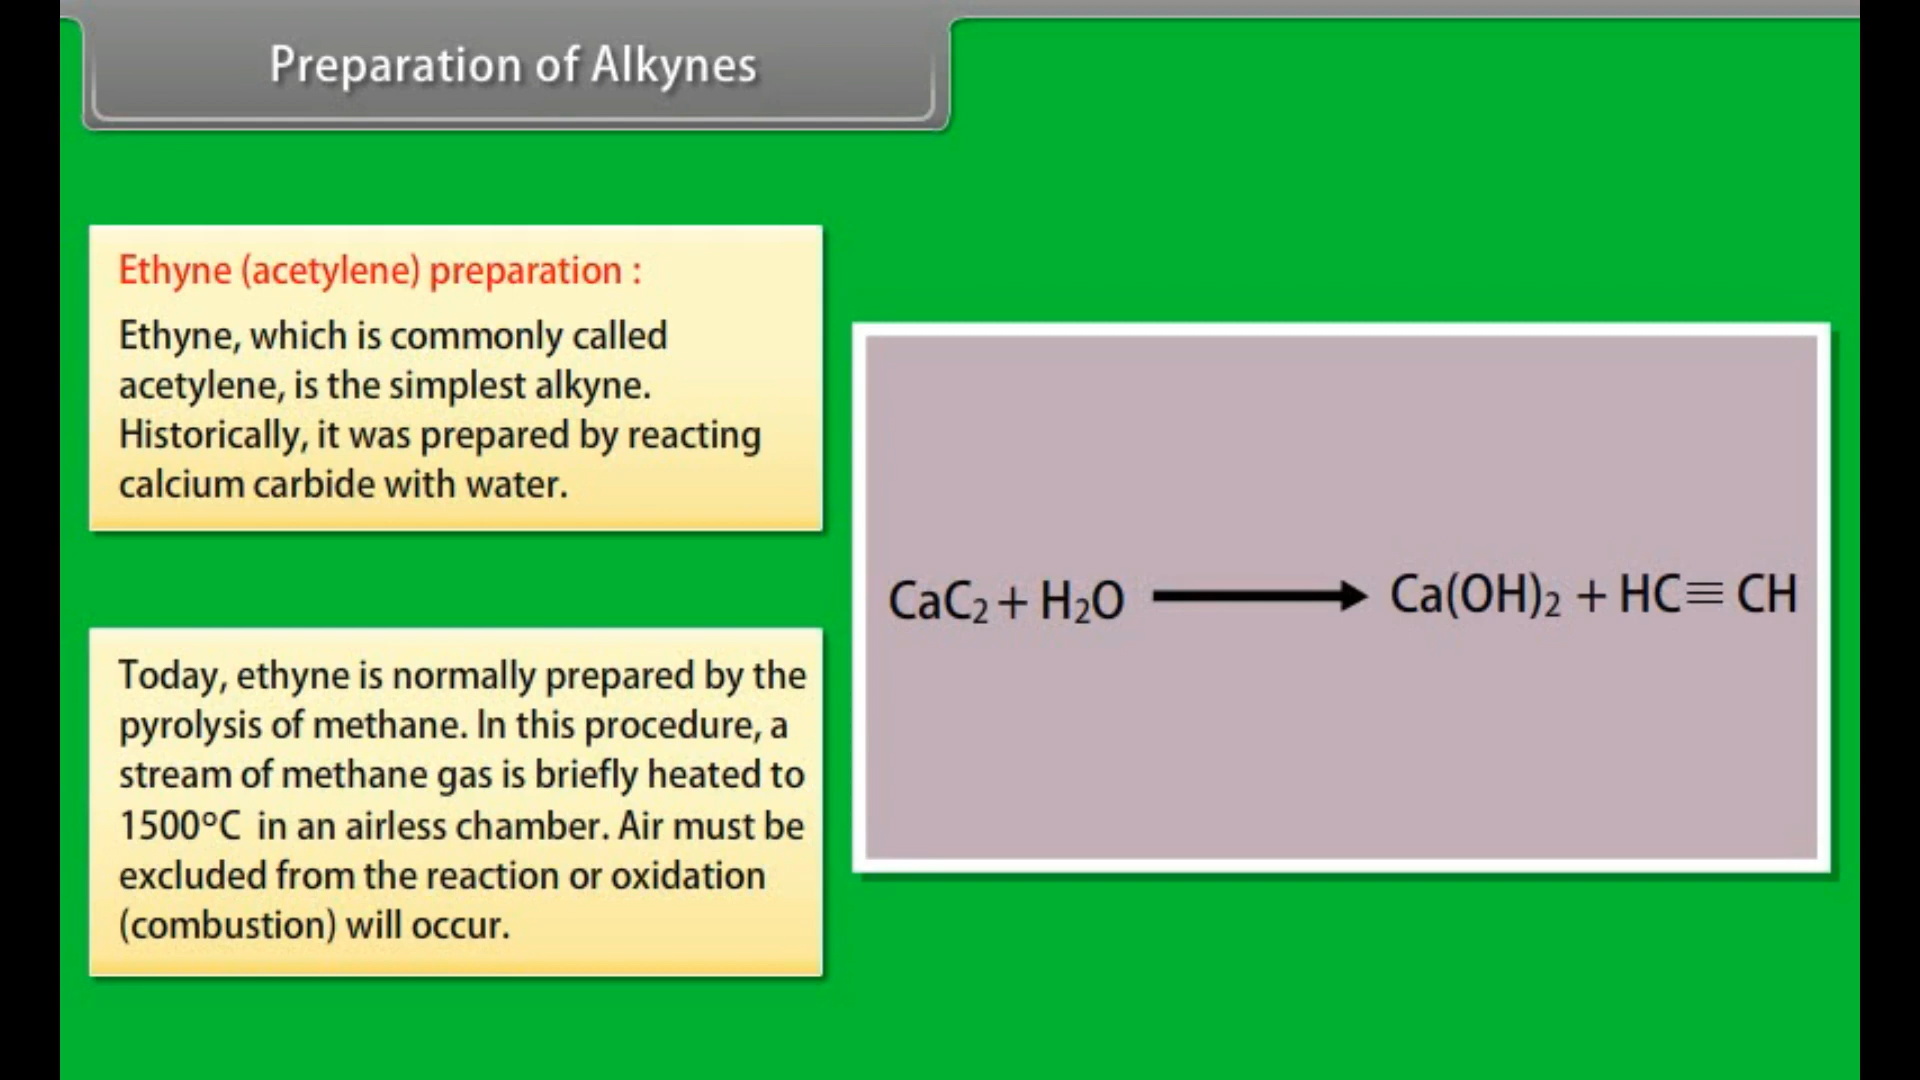 Preparation of Alkynes
Ethyne (acetylene) preparation :
Ethyne, which is commonly called
acetylene, is the simplest alkyne.
Historically, it was prepared by reacting
calcium carbide with water.
Today, ethyne is normally prepared by the
pyrolysis of methane. In this procedure, a
stream of methane gas is briefly heated to
1500°C in an airless chamber. Air must be
excluded from the reaction or oxidation
(combustion) will occur.
CaC₂ + H₂O ⟶ Ca(OH)₂ + HC≡CH